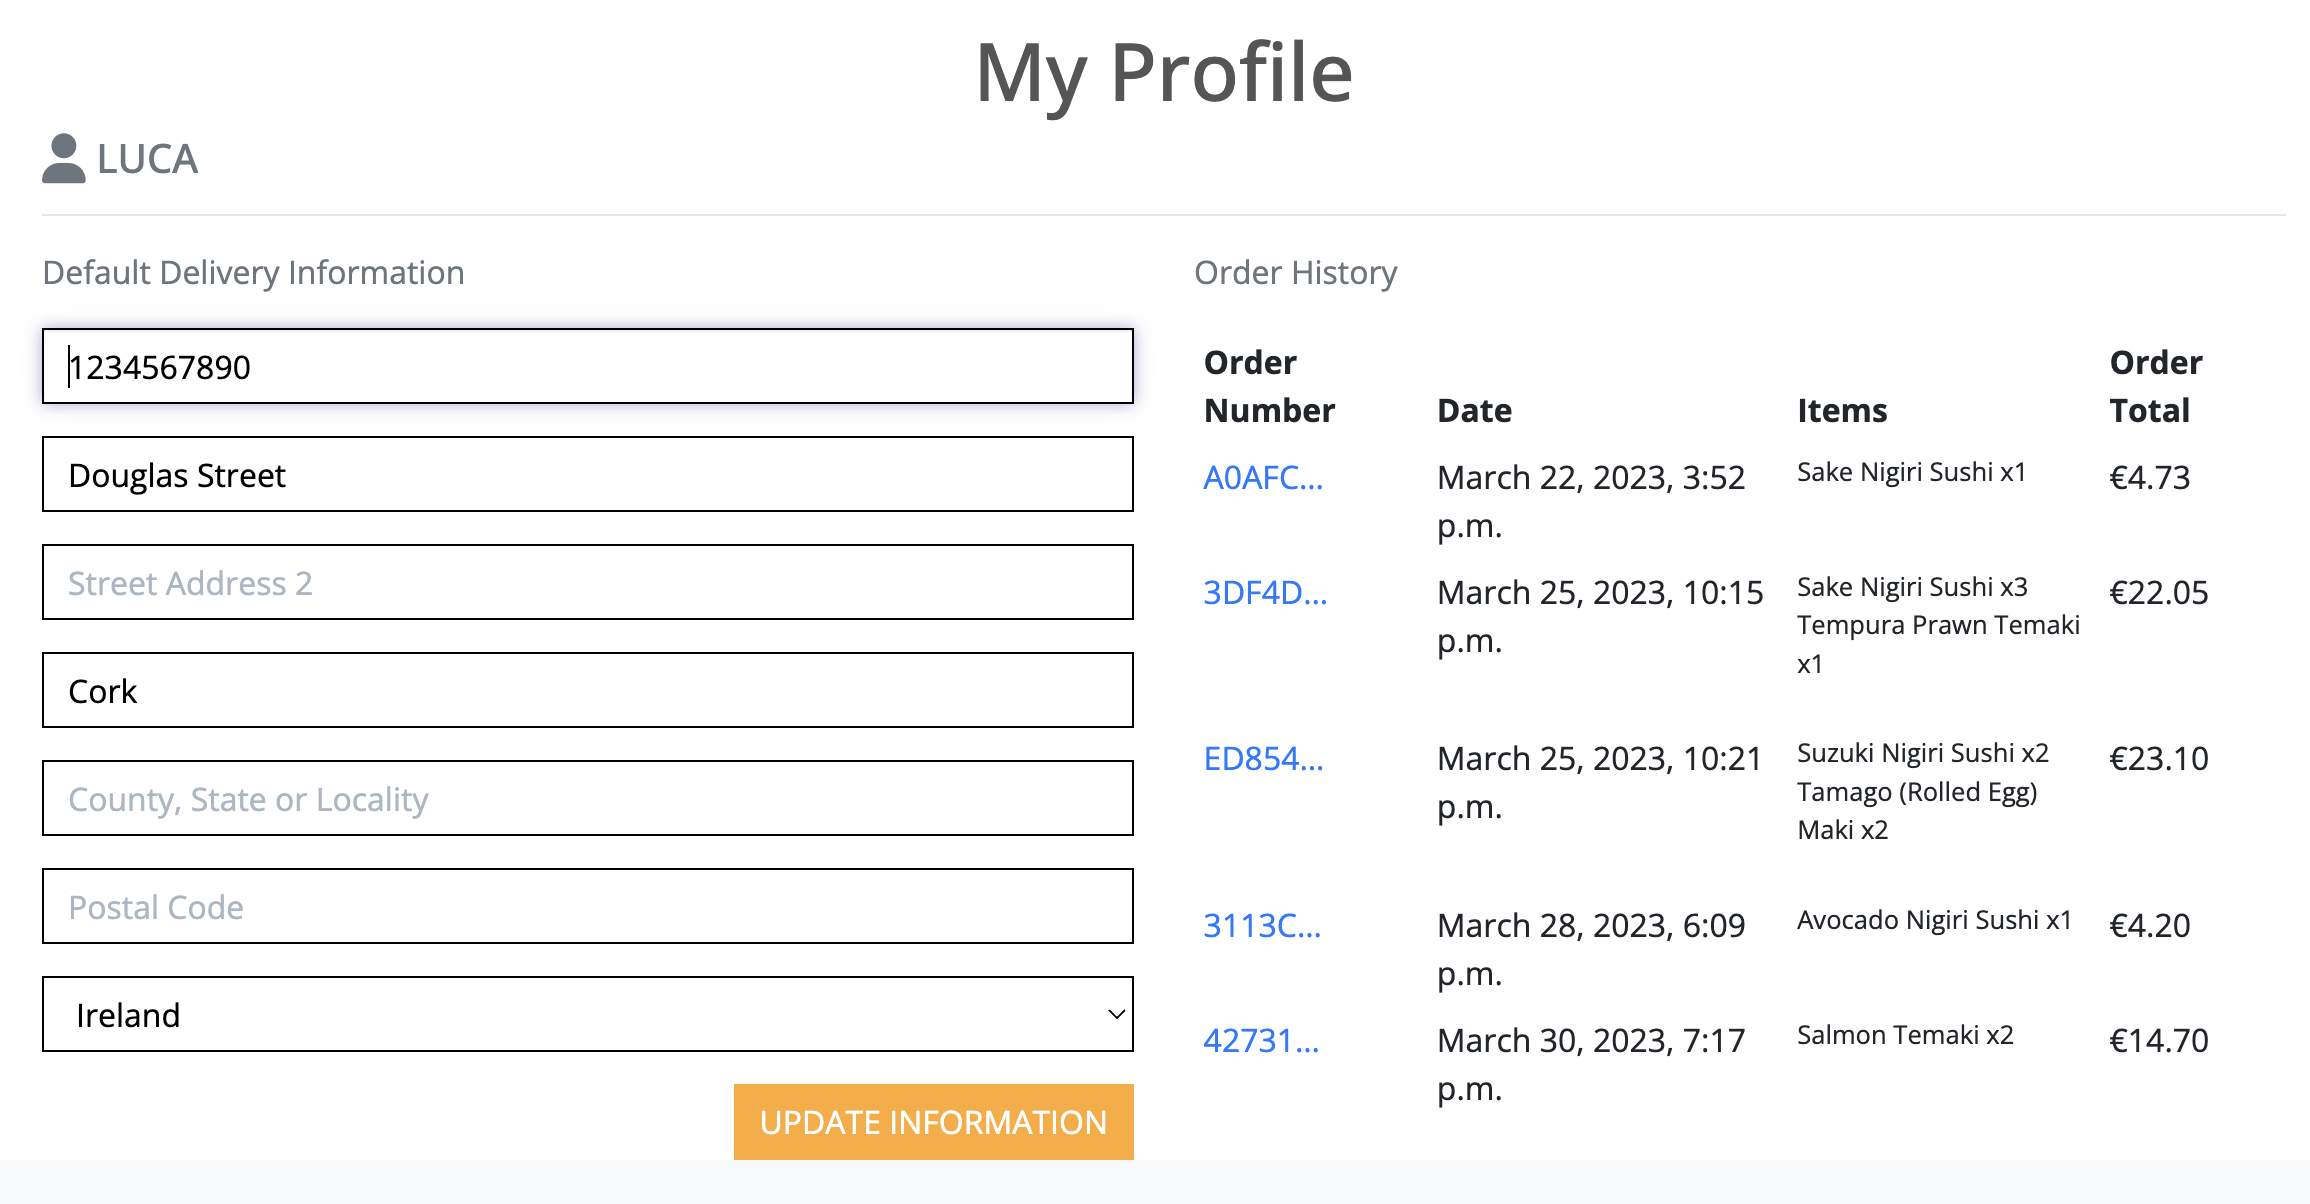 My Profile
LUCA
Default Delivery Information
1234567890
Douglas Street
Street Address 2
Cork
County, State or Locality
Postal Code
Ireland
UPDATE INFORMATION
Order History
Order Number Date Items Order Total
A0AFC... March 22, 2023, 3:52 p.m. Sake Nigiri Sushi x1 €4.73
3DF4D... March 25, 2023, 10:15 p.m. Sake Nigiri Sushi x3 Tempura Prawn Temaki x1 €22.05
ED854... March 25, 2023, 10:21 p.m. Suzuki Nigiri Sushi x2 Tamago (Rolled Egg) Maki x2 €23.10
3113C... March 28, 2023, 6:09 p.m. Avocado Nigiri Sushi x1 €4.20
42731... March 30, 2023, 7:17 p.m. Salmon Temaki x2 €14.70